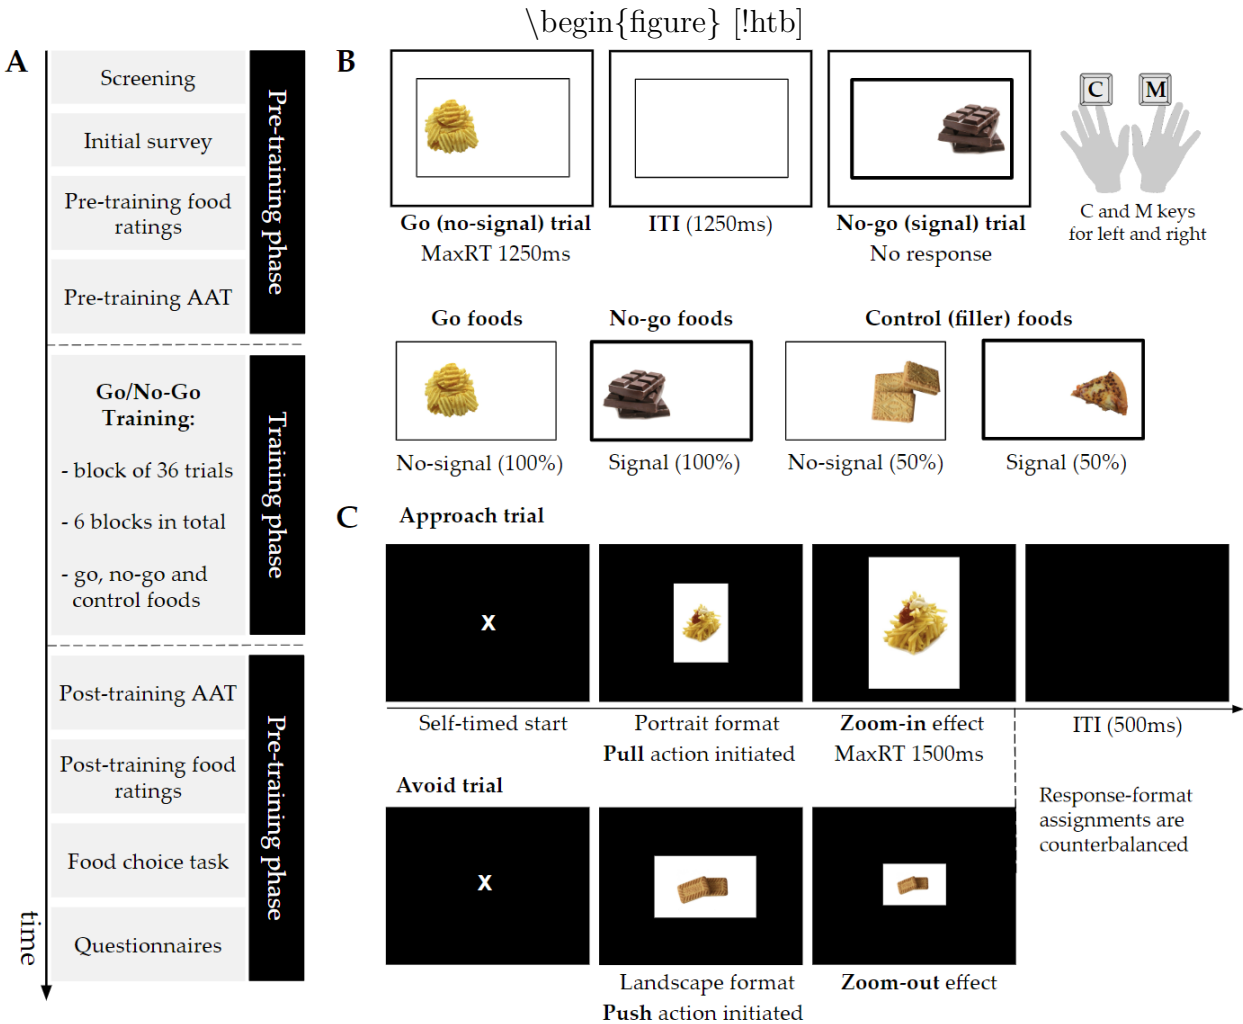 \begin{figure} [!htb]
A
Screening
Initial survey
Pre-training food
ratings
Pre-training AAT
Pre-training phase
Go/No-Go
Training:
- block of 36 trials
- 6 blocks in total
- go, no-go and
control foods
Training phase
Post-training AAT
Post-training food
ratings
Food choice task
Questionnaires
Pre-training phase
time
B
Go (no-signal) trial
MaxRT 1250ms
ITI (1250ms)
No-go (signal) trial
No response
C M
C and M keys
for left and right
Go foods
No-go foods
Control (filler) foods
No-signal (100%)
Signal (100%)
No-signal (50%)
Signal (50%)
C
Approach trial
X
Self-timed start
Portrait format
Pull action initiated
Zoom-in effect
MaxRT 1500ms
ITI (500ms)
Avoid trial
X
Landscape format
Push action initiated
Zoom-out effect
Response-format
assignments are
counterbalanced